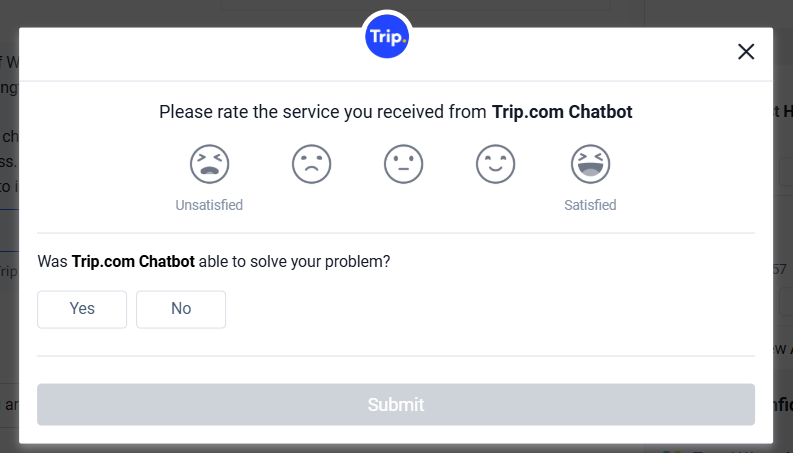 Trip.
Please rate the service you received from Trip.com Chatbot
Unsatisfied
Satisfied
Was Trip.com Chatbot able to solve your problem?
Yes
No
Submit